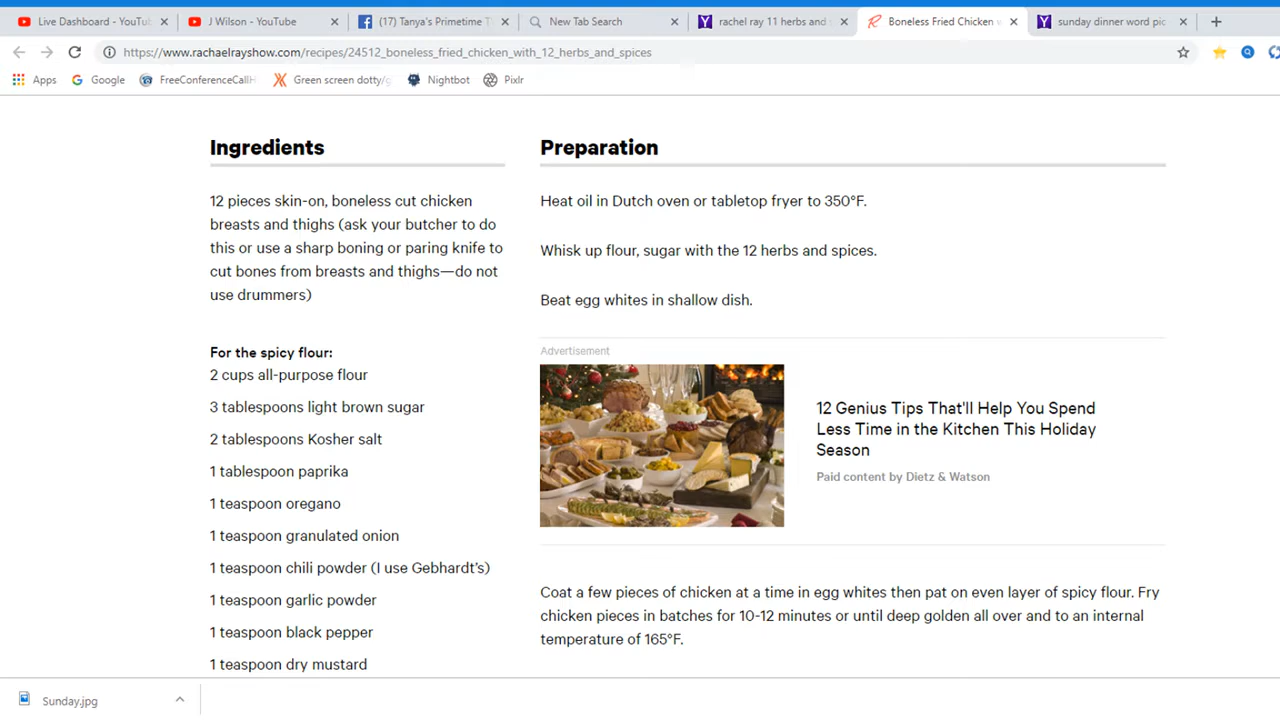 Live Dashboard - YouTub
J Wilson - YouTube
(17) Tanya's Primetime T
New Tab Search
rachel ray 11 herbs and
Boneless Fried Chicken w
sunday dinner word pic
https://www.rachaelrayshow.com/recipes/24512_boneless_fried_chicken_with_12_herbs_and_spices
Apps
Google
FreeConferenceCallH
Green screen dotty/g
Nightbot
Pixlr
Ingredients
12 pieces skin-on, boneless cut chicken
breasts and thighs (ask your butcher to do
this or use a sharp boning or paring knife to
cut bones from breasts and thighs—do not
use drummers)
For the spicy flour:
2 cups all-purpose flour
3 tablespoons light brown sugar
2 tablespoons Kosher salt
1 tablespoon paprika
1 teaspoon oregano
1 teaspoon granulated onion
1 teaspoon chili powder (I use Gebhardt's)
1 teaspoon garlic powder
1 teaspoon black pepper
1 teaspoon dry mustard
Preparation
Heat oil in Dutch oven or tabletop fryer to 350°F.
Whisk up flour, sugar with the 12 herbs and spices.
Beat egg whites in shallow dish.
Advertisement
12 Genius Tips That'll Help You Spend
Less Time in the Kitchen This Holiday
Season
Paid content by Dietz & Watson
Coat a few pieces of chicken at a time in egg whites then pat on even layer of spicy flour. Fry
chicken pieces in batches for 10-12 minutes or until deep golden all over and to an internal
temperature of 165°F.
Sunday.jpg